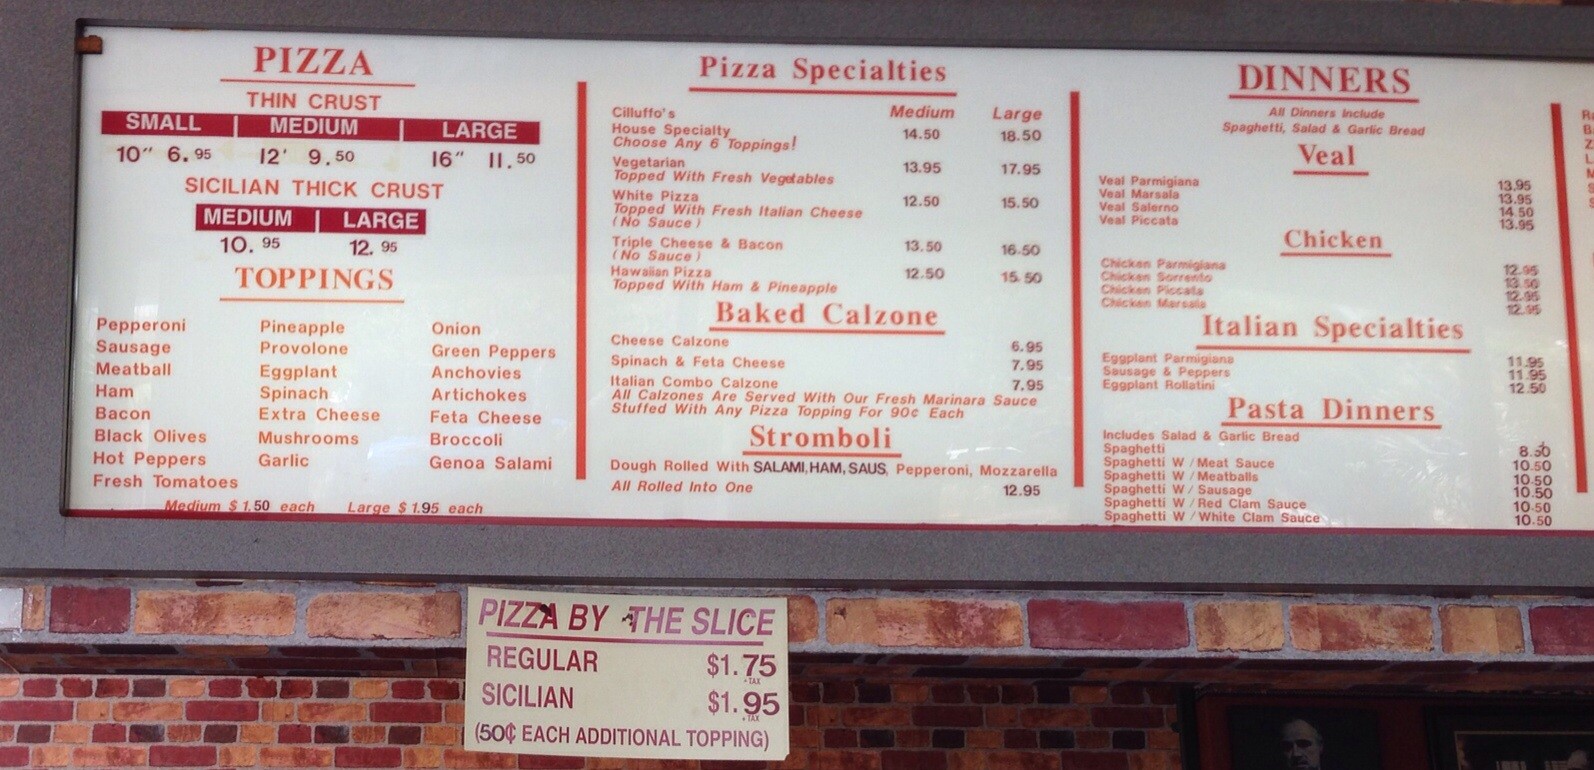 PIZZA
THIN CRUST
SMALL MEDIUM LARGE
10" 6.95 12' 9.50 16" 11.50
SICILIAN THICK CRUST
MEDIUM LARGE
10.95 12.95
TOPPINGS
Pepperoni Pineapple Onion
Sausage Provolone Green Peppers
Meatball Eggplant Anchovies
Ham Spinach Artichokes
Bacon Extra Cheese Feta Cheese
Black Olives Mushrooms Broccoli
Hot Peppers Garlic Genoa Salami
Fresh Tomatoes
Medium $1.50 each Large $1.95 each
Pizza Specialties
Cilluffo's Medium Large
House Specialty 14.50 18.50
Choose Any 6 Toppings!
Vegetarian 13.95 17.95
Topped With Fresh Vegetables
White Pizza 12.50 15.50
Topped With Fresh Italian Cheese
(No Sauce)
Triple Cheese & Bacon 13.50 16.50
(No Sauce)
Hawaiian Pizza 12.50 15.50
Topped With Ham & Pineapple
Baked Calzone
Cheese Calzone 6.95
Spinach & Feta Cheese 7.95
Italian Combo Calzone 7.95
All Calzones Are Served With Our Fresh Marinara Sauce
Stuffed With Any Pizza Topping For 90¢ Each
Stromboli
Dough Rolled With SALAMI, HAM, SAUS, Pepperoni, Mozzarella
All Rolled Into One 12.95
DINNERS
All Dinners Include
Spaghetti, Salad & Garlic Bread
Veal
Veal Parmigiana 13.95
Veal Marsala 13.95
Veal Salerno 14.50
Veal Piccata 13.95
Chicken
Chicken Parmigiana 12.95
Chicken Sorrento 13.50
Chicken Piccata 12.95
Chicken Marsala 12.95
Italian Specialties
Eggplant Parmigiana 11.95
Sausage & Peppers 11.95
Eggplant Rollatini 12.50
Pasta Dinners
Includes Salad & Garlic Bread
Spaghetti 8.50
Spaghetti W/Meat Sauce 10.50
Spaghetti W/Meatballs 10.50
Spaghetti W/Sausage 10.50
Spaghetti W/Red Clam Sauce 10.50
Spaghetti W/White Clam Sauce 10.50
PIZZA BY THE SLICE
REGULAR $1.75
+TAX
SICILIAN $1.95
+TAX
(50¢ EACH ADDITIONAL TOPPING)